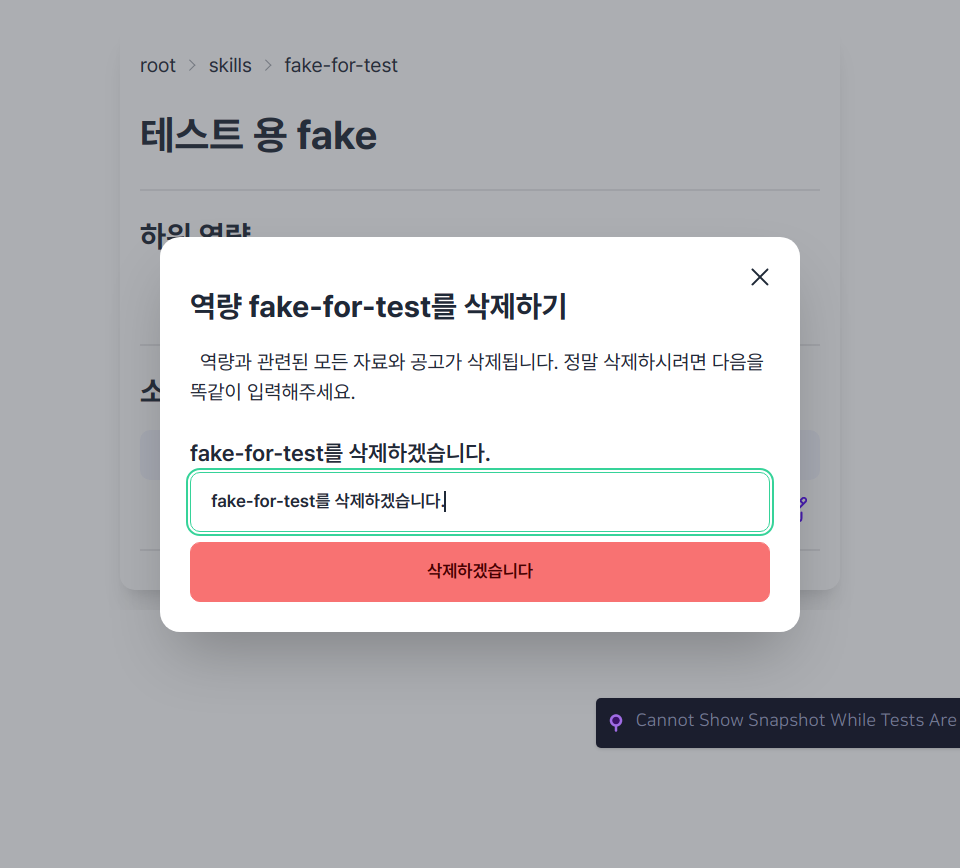 root > skills > fake-for-test
테스트 용 fake
하위 역량
역량 fake-for-test를 삭제하기
역량과 관련된 모든 자료와 공고가 삭제됩니다. 정말 삭제하시려면 다음을
똑같이 입력해주세요.
소
fake-for-test를 삭제하겠습니다.
fake-for-test를 삭제하겠습니다.
삭제하겠습니다
Cannot Show Snapshot While Tests Are